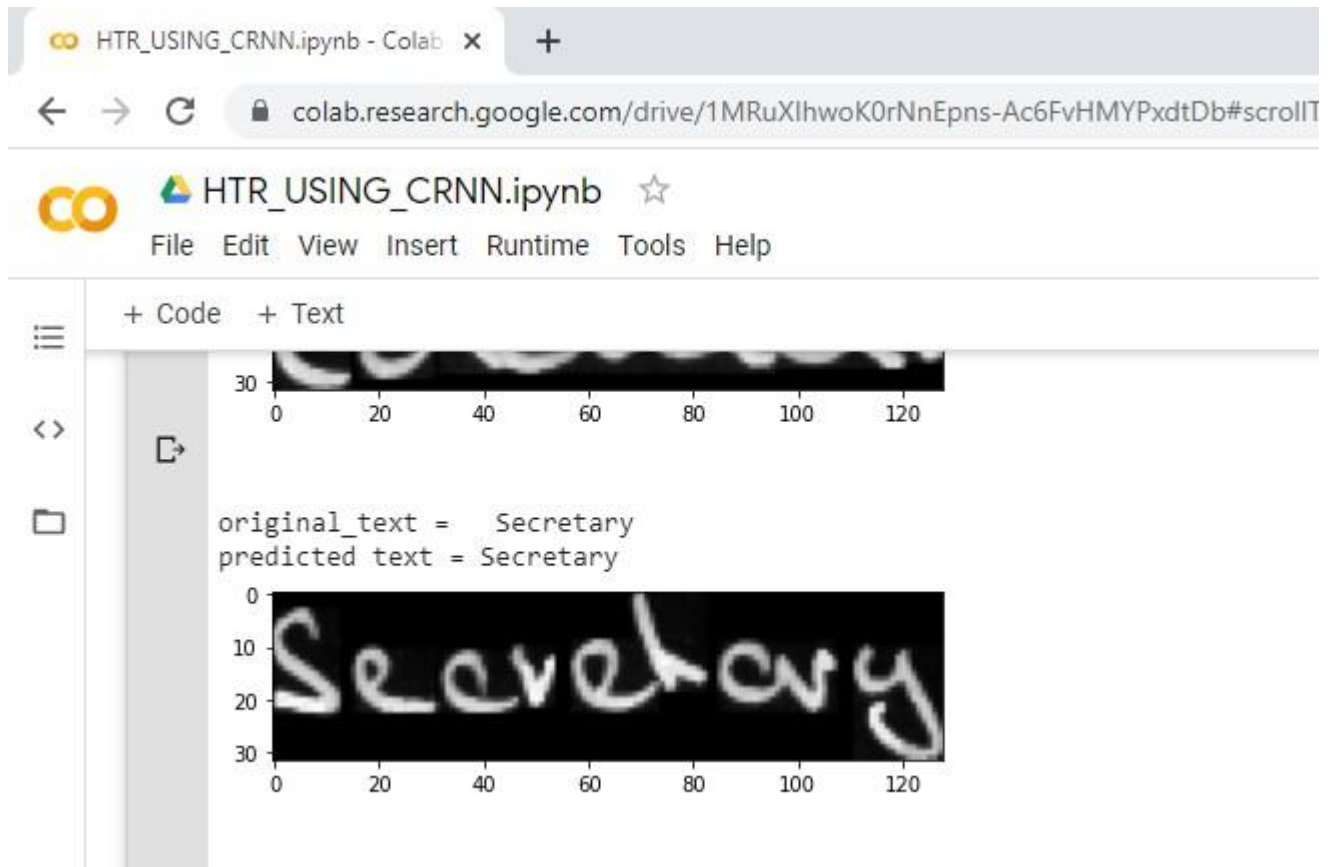 HTR_USING_CRNN.ipynb - Colab
colab.research.google.com/drive/1MRuXlhwoK0rNnEpns-Ac6FvHMYPxdtDb#scrollT
CO HTR_USING_CRNN.ipynb
File Edit View Insert Runtime Tools Help
+ Code + Text
30
0 20 40 60 80 100 120
original_text = Secretary
predicted text = Secretary
0
10
Secretary
20
30
0 20 40 60 80 100 120